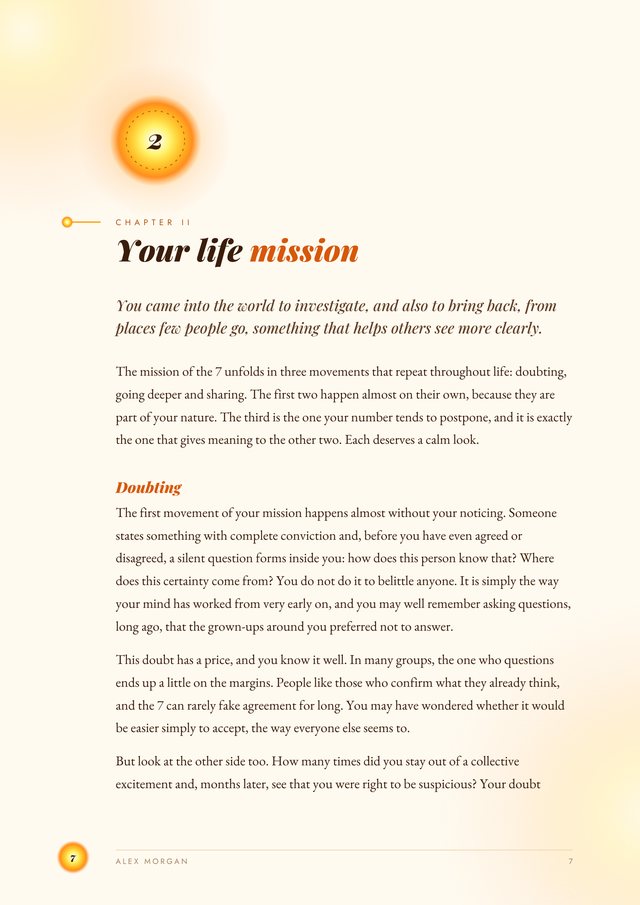 2
CHAPTER II
Your life mission
You came into the world to investigate, and also to bring back, from
places few people go, something that helps others see more clearly.
The mission of the 7 unfolds in three movements that repeat throughout life: doubting,
going deeper and sharing. The first two happen almost on their own, because they are
part of your nature. The third is the one your number tends to postpone, and it is exactly
the one that gives meaning to the other two. Each deserves a calm look.
Doubting
The first movement of your mission happens almost without your noticing. Someone
states something with complete conviction and, before you have even agreed or
disagreed, a silent question forms inside you: how does this person know that? Where
does this certainty come from? You do not do it to belittle anyone. It is simply the way
your mind has worked from very early on, and you may well remember asking questions,
long ago, that the grown-ups around you preferred not to answer.
This doubt has a price, and you know it well. In many groups, the one who questions
ends up a little on the margins. People like those who confirm what they already think,
and the 7 can rarely fake agreement for long. You may have wondered whether it would
be easier simply to accept, the way everyone else seems to.
But look at the other side too. How many times did you stay out of a collective
excitement and, months later, see that you were right to be suspicious? Your doubt
7
ALEX MORGAN
7